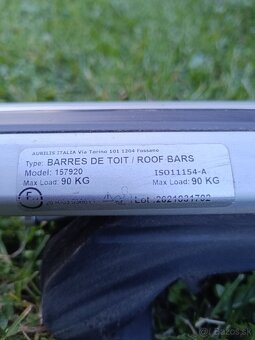 AURILIS ITALIA Via Torino 101 1204 Fossano
Type: BARRES DE TOIT / ROOF BARS
Model: 157920 ISO11154-A
Max Load: 90 KG Max Load: 90 KG
Lot